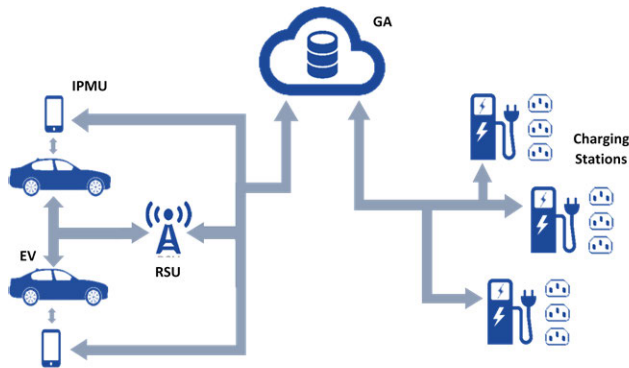 GA
IPMU
Charging
Stations
EV
RSU